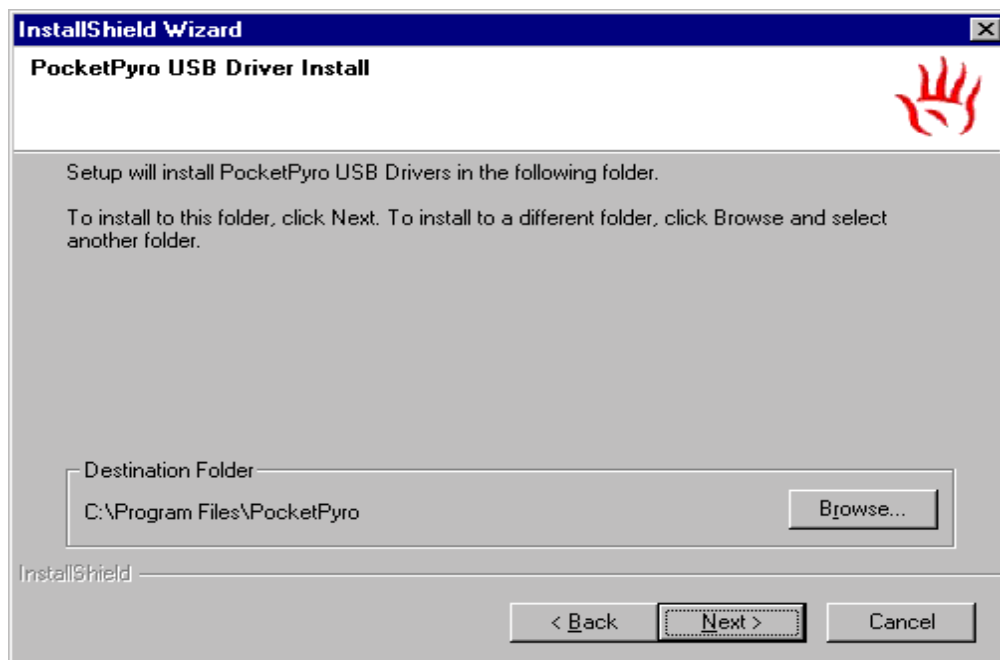 InstallShield Wizard
PocketPyro USB Driver Install
Setup will install PocketPyro USB Drivers in the following folder.
To install to this folder, click Next. To install to a different folder, click Browse and select
another folder.
Destination Folder
C:\Program Files\PocketPyro
Browse...
InstallShield
< Back
Next >
Cancel